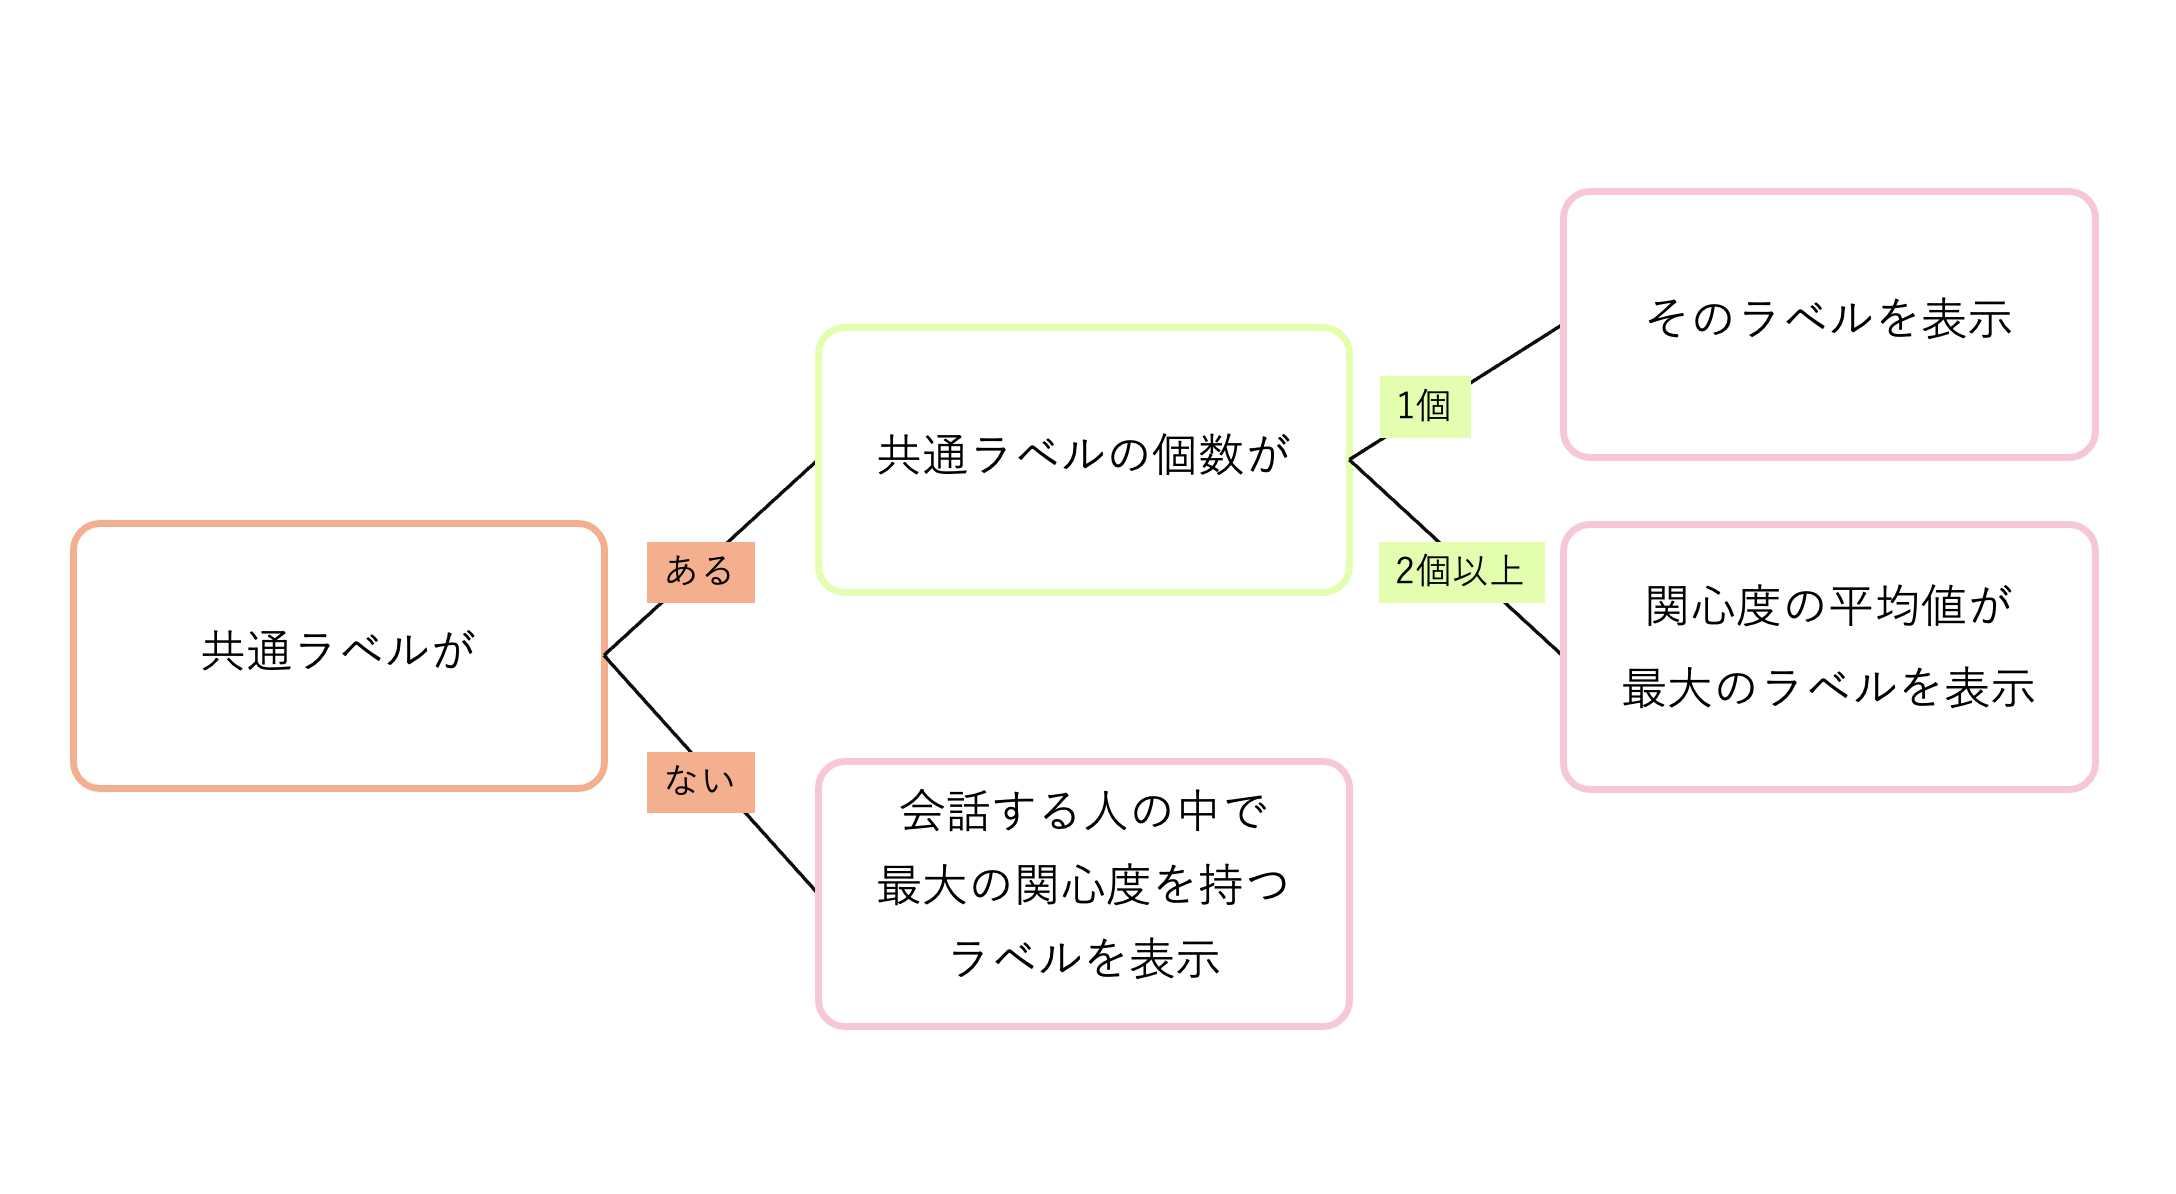 共通ラベルが
ある
ない
共通ラベルの個数が
1個
2個以上
会話する人の中で
最大の関心度を持つ
ラベルを表示
そのラベルを表示
関心度の平均値が
最大のラベルを表示